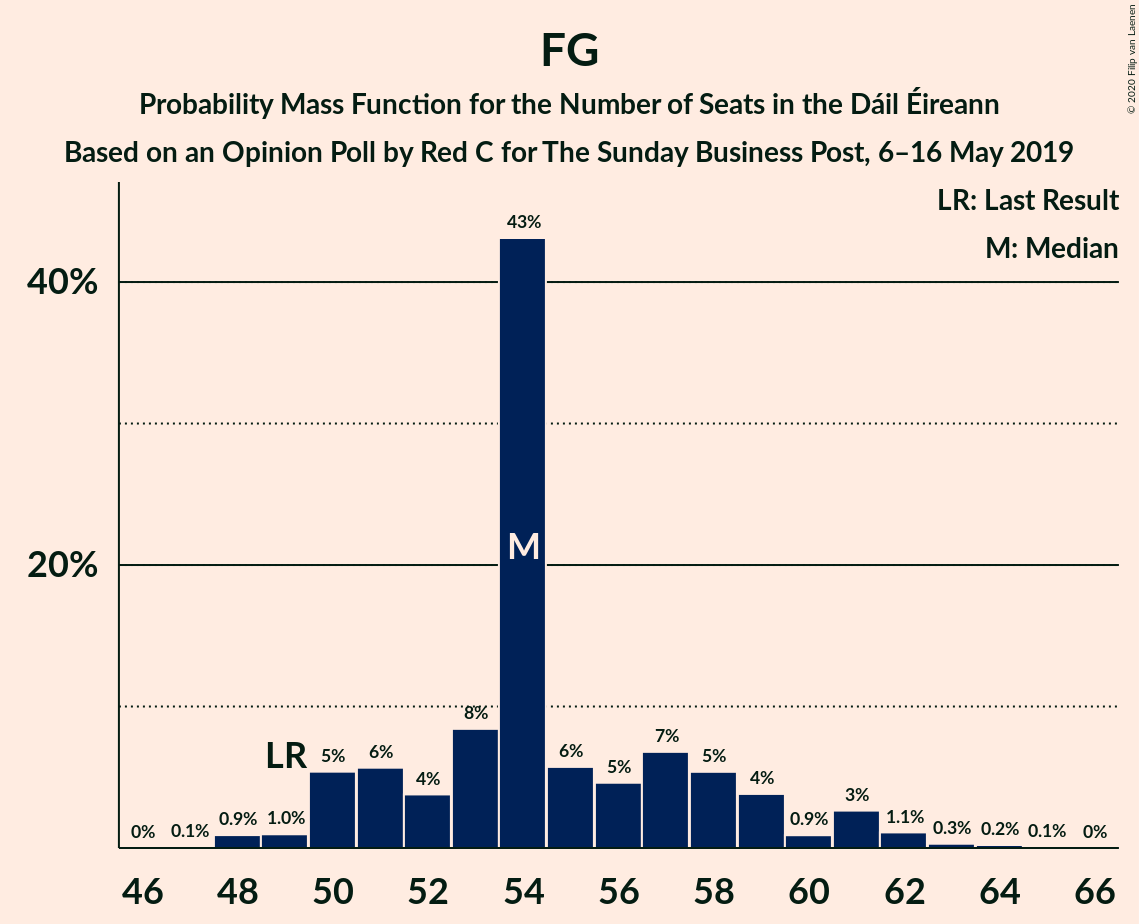 FG
Probability Mass Function for the Number of Seats in the Dáil Éireann
Based on an Opinion Poll by Red C for The Sunday Business Post, 6–16 May 2019
© 2020 Filip van Laenen
LR: Last Result
M: Median
40%
20%
0%
0.1%
0.9%
1.0%
LR
5%
6%
4%
8%
43%
M
6%
5%
7%
5%
4%
0.9%
3%
1.1%
0.3%
0.2%
0.1%
0%
46 48 50 52 54 56 58 60 62 64 66